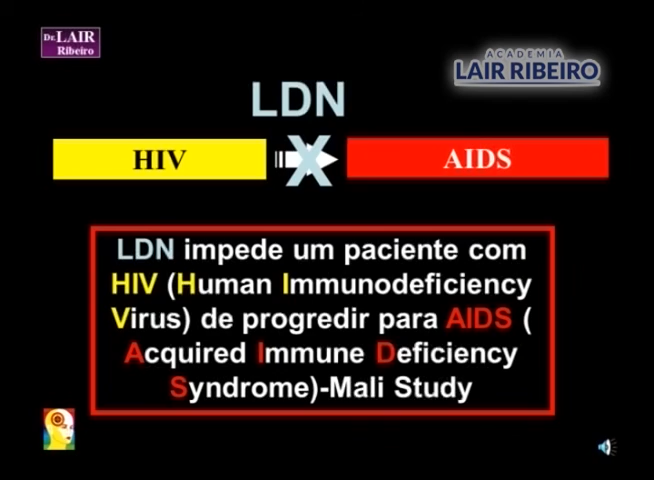 Dr. LAIR
Ribeiro
ACADEMIA
LAIR RIBEIRO
LDN
HIV
X
AIDS
LDN impede um paciente com
HIV (Human Immunodeficiency
Virus) de progredir para AIDS (
Acquired Immune Deficiency
Syndrome)-Mali Study